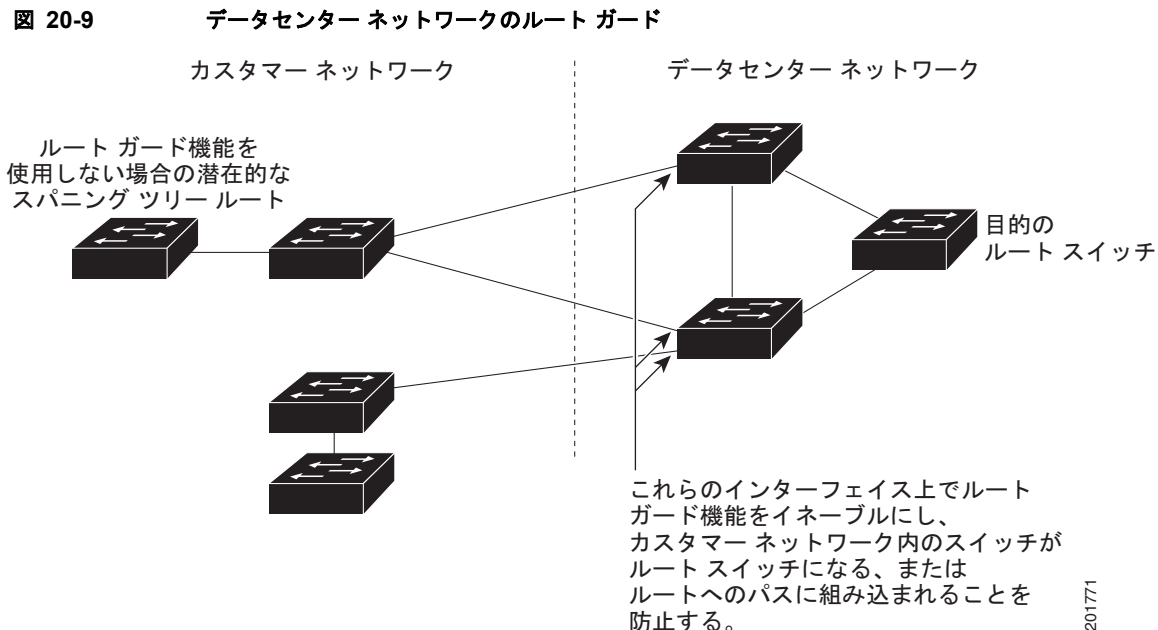 図 20-9 データセンター ネットワークのルート ガード
カスタマー ネットワーク
データセンター ネットワーク
ルート ガード機能を
使用しない場合の潜在的な
スパニング ツリー ルート
目的の
ルート スイッチ
これらのインターフェイス上でルート
ガード機能をイネーブルにし、
カスタマー ネットワーク内のスイッチが
ルート スイッチになる、または
ルートへのパスに組み込まれることを
防止する。
201771